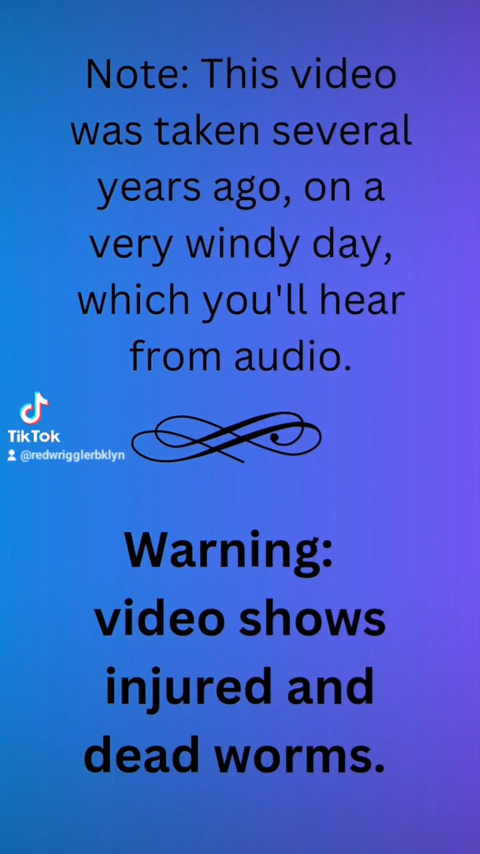 Note: This video
was taken several
years ago, on a
very windy day,
which you'll hear
from audio.
TikTok
@redwrigglerbklyn
Warning:
video shows
injured and
dead worms.